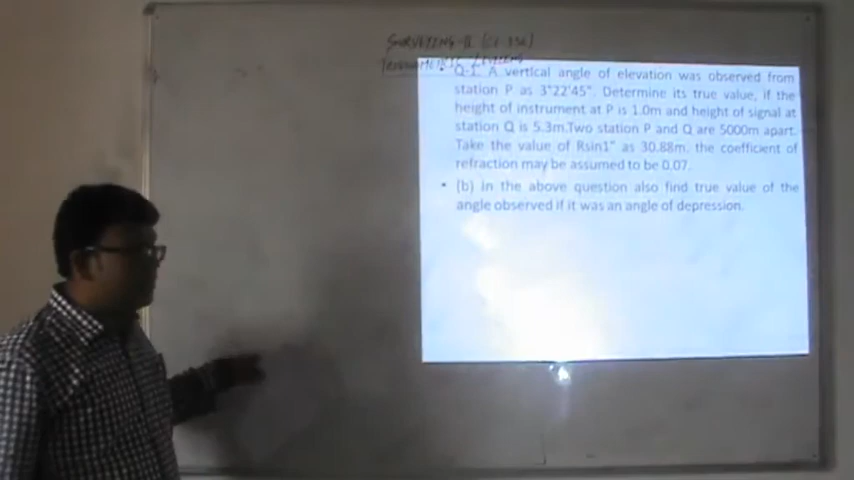 SURVEYING-II (CE-356)
TRIGONOMETRIC LEVELING
• Q-1. A vertical angle of elevation was observed from
station P as 3°22'45". Determine its true value, if the
height of instrument at P is 1.0m and height of signal at
station Q is 5.3m.Two station P and Q are 5000m apart.
Take the value of Rsin1" as 30.88m. the coefficient of
refraction may be assumed to be 0.07.
• (b) In the above question also find true value of the
angle observed if it was an angle of depression.